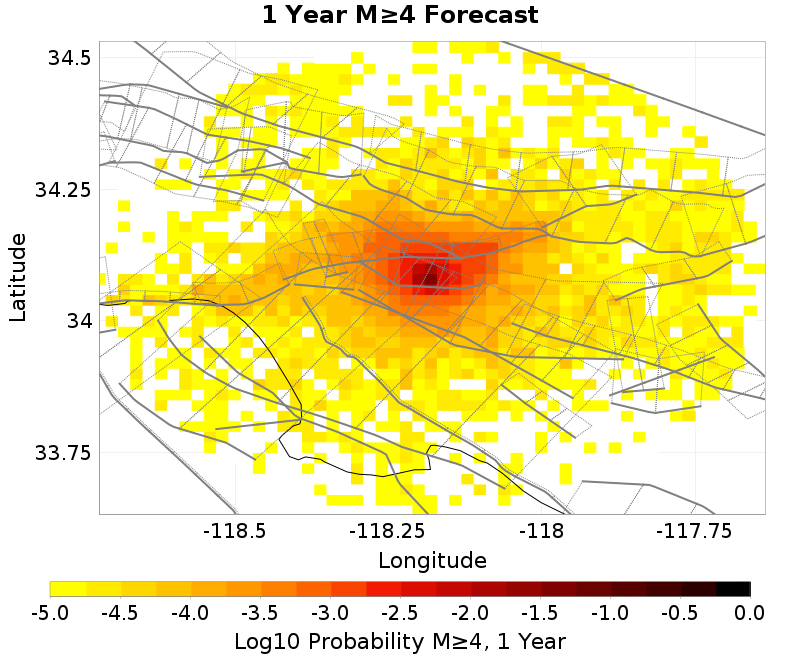 1 Year M≥4 Forecast
34.5
34.25
34
33.75
Latitude
-118.5 -118.25 -118 -117.75
Longitude
-5.0 -4.5 -4.0 -3.5 -3.0 -2.5 -2.0 -1.5 -1.0 -0.5 0.0
Log10 Probability M≥4, 1 Year